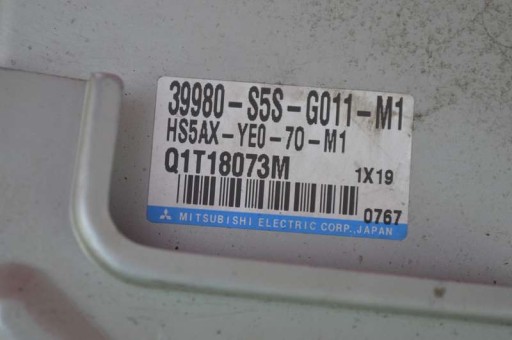 39980-S5S-G011-M1
HS5AX-YE0-70-M1
Q1T18073M 1X19
0767
MITSUBISHI ELECTRIC CORP., JAPAN